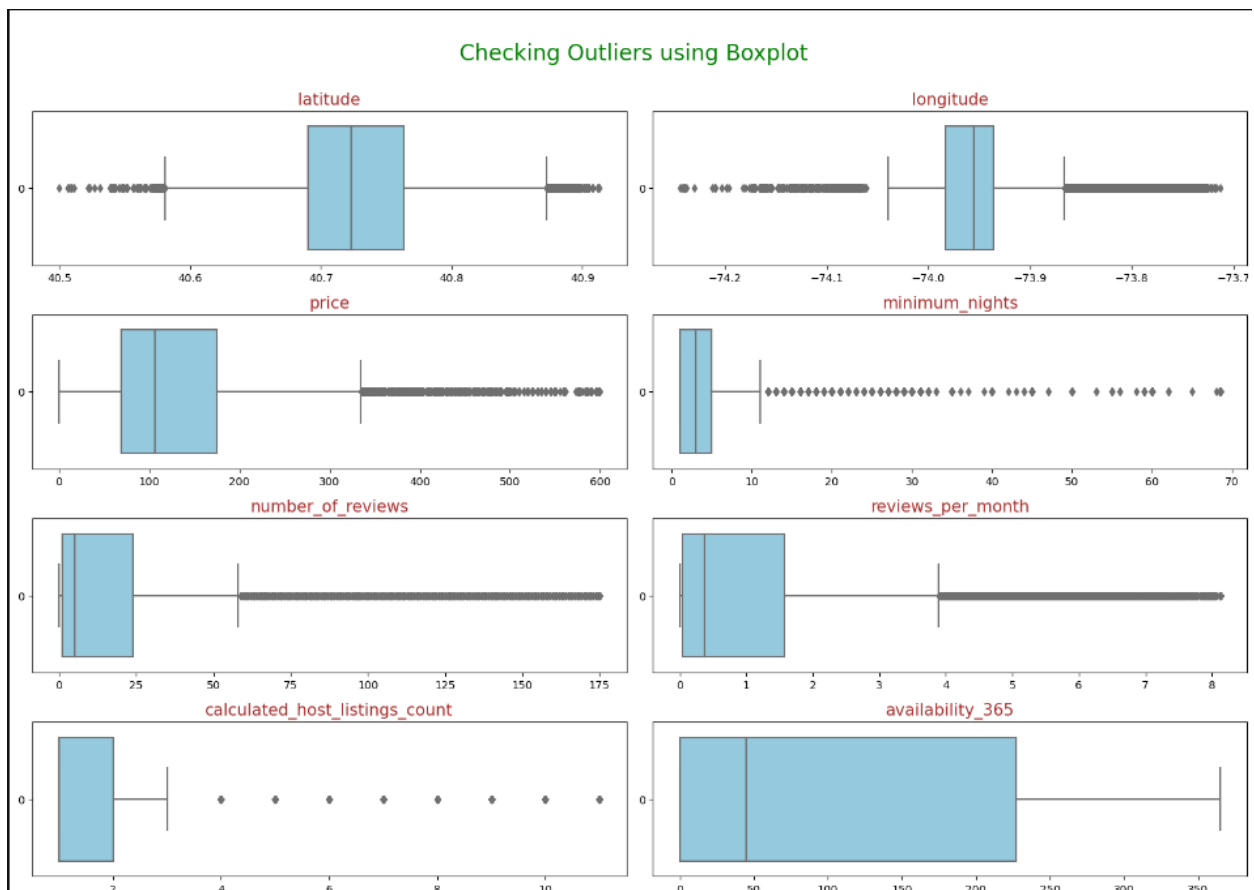 Checking Outliers using Boxplot
latitude
longitude
0
0
40.5 40.6 40.7 40.8 40.9
−74.2 −74.1 −74.0 −73.9 −73.8 −73.7
price
minimum_nights
0
0
0 100 200 300 400 500 600
0 10 20 30 40 50 60 70
number_of_reviews
reviews_per_month
0
0
0 25 50 75 100 125 150 175
0 1 2 3 4 5 6 7 8
calculated_host_listings_count
availability_365
0
0
2 4 6 8 10
0 50 100 150 200 250 300 350